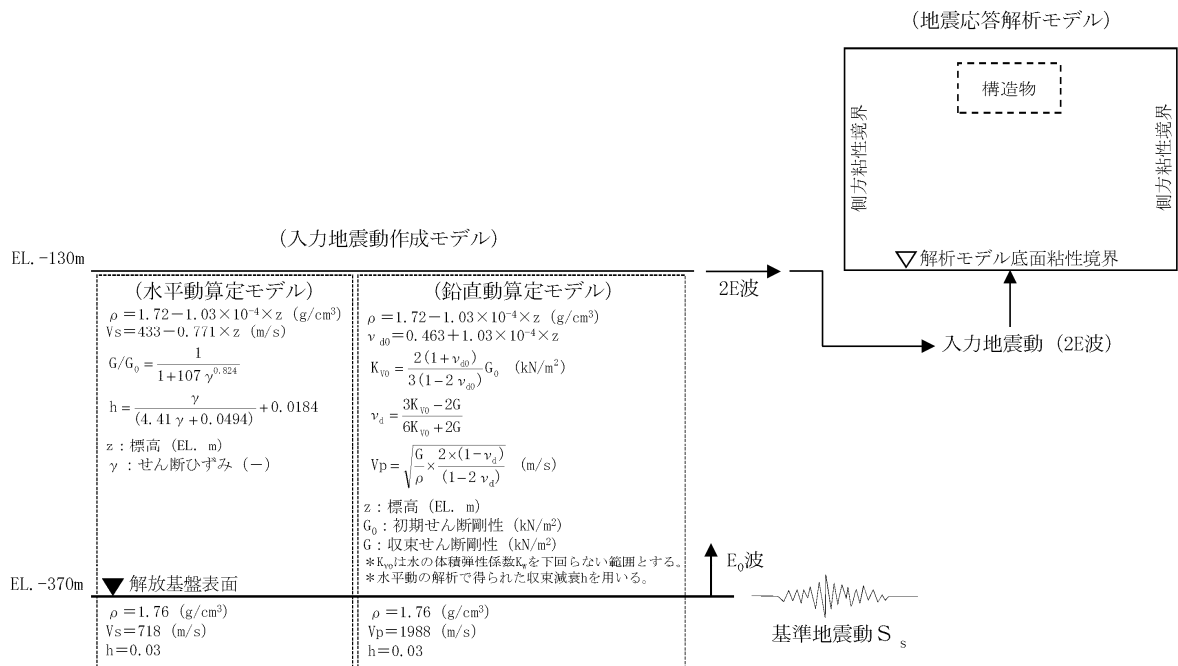 (地震応答解析モデル)
構造物
側方粘性境界
側方粘性境界
解析モデル底面粘性境界
(入力地震動作成モデル)
EL.-130m
2E波
入力地震動 (2E波)
(水平動算定モデル)
ρ=1.72-1.03×10⁻⁴×z (g/cm³)
Vs=433-0.771×z (m/s)
G/G₀=1/(1+107γ^0.824)
h=γ/(4.41γ+0.0494)+0.0184
z:標高 (EL. m)
γ:せん断ひずみ (-)
(鉛直動算定モデル)
ρ=1.72-1.03×10⁻⁴×z (g/cm³)
ν_d0=0.463+1.03×10⁻⁴×z
K_V0=2(1+ν_d0)/3(1-2ν_d0) G₀ (kN/m²)
ν_d=(3K_V0-2G)/(6K_V0+2G)
Vp=√(G/ρ×2×(1-ν_d)/(1-2ν_d)) (m/s)
z:標高 (EL. m)
G₀:初期せん断剛性 (kN/m²)
G:収束せん断剛性 (kN/m²)
*K_V0は水の体積弾性係数K_wを下回らない範囲とする。
*水平動の解析で得られた収束減衰hを用いる。
E₀波
EL.-370m
解放基盤表面
ρ=1.76 (g/cm³)
Vs=718 (m/s)
h=0.03
ρ=1.76 (g/cm³)
Vp=1988 (m/s)
h=0.03
基準地震動Ss